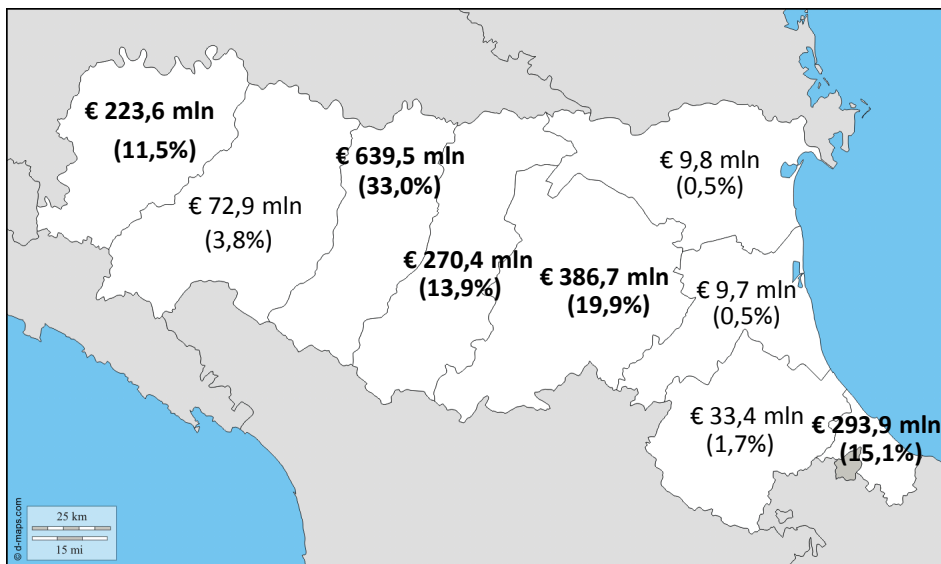 € 223,6 mln
(11,5%)
€ 639,5 mln
(33,0%)
€ 9,8 mln
(0,5%)
€ 72,9 mln
(3,8%)
€ 270,4 mln
(13,9%)
€ 386,7 mln
(19,9%)
€ 9,7 mln
(0,5%)
€ 33,4 mln
(1,7%)
€ 293,9 mln
(15,1%)
© d-maps.com
25 km
15 mi